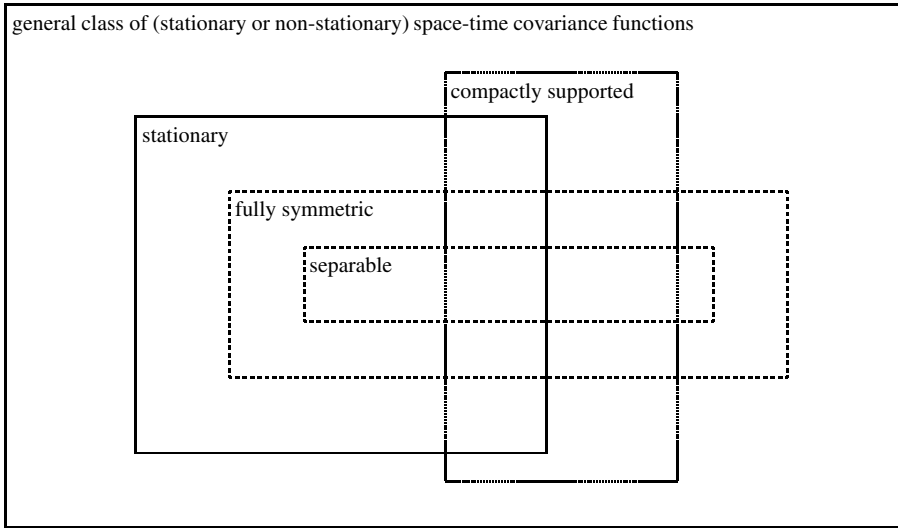 general class of (stationary or non-stationary) space-time covariance functions
compactly supported
stationary
fully symmetric
separable